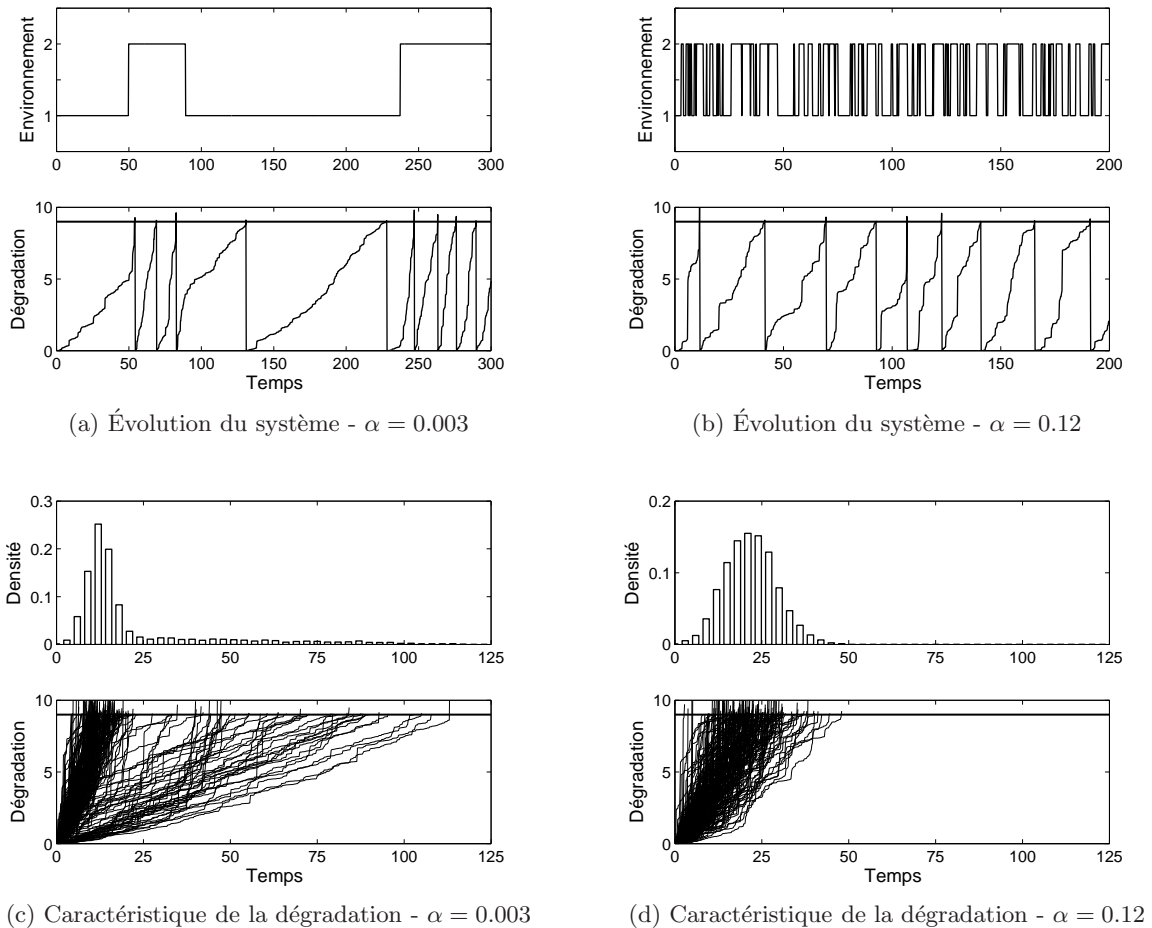 Environnement
2
1
0 50 100 150 200 250 300
Dégradation
10
5
0
0 50 100 150 200 250 300
Temps
(a) Évolution du système - α = 0.003
Environnement
2
1
0 50 100 150 200
Dégradation
10
5
0
0 50 100 150 200
Temps
(b) Évolution du système - α = 0.12
Densité
0.3
0.2
0.1
0
0 25 50 75 100 125
Dégradation
10
5
0
0 25 50 75 100 125
Temps
(c) Caractéristique de la dégradation - α = 0.003
Densité
0.2
0.1
0
0 25 50 75 100 125
Dégradation
10
5
0
0 25 50 75 100 125
Temps
(d) Caractéristique de la dégradation - α = 0.12